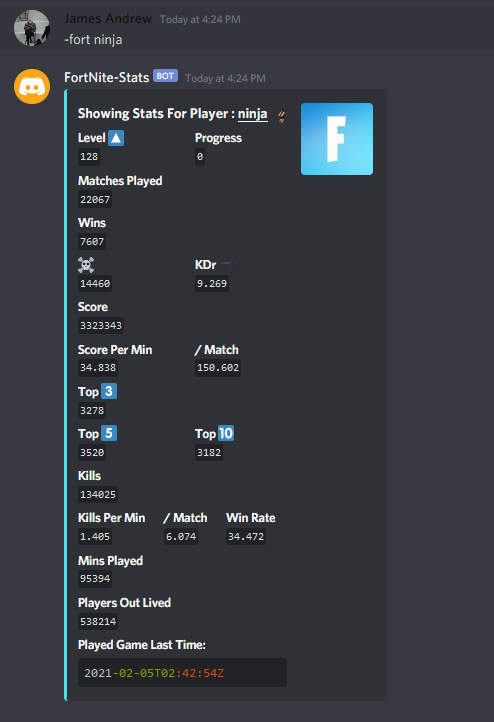 James Andrew Today at 4:24 PM
-fort ninja
FortNite-Stats BOT Today at 4:24 PM
Showing Stats For Player : ninja
F
Level Progress
128 0
Matches Played
22067
Wins
7607
KDr
14460 9.269
Score
3323343
Score Per Min / Match
34.838 150.602
Top 3
3278
Top 5 Top 10
3520 3182
Kills
134025
Kills Per Min / Match Win Rate
1.405 6.074 34.472
Mins Played
95394
Players Out Lived
538214
Played Game Last Time:
2021-02-05T02:42:54Z